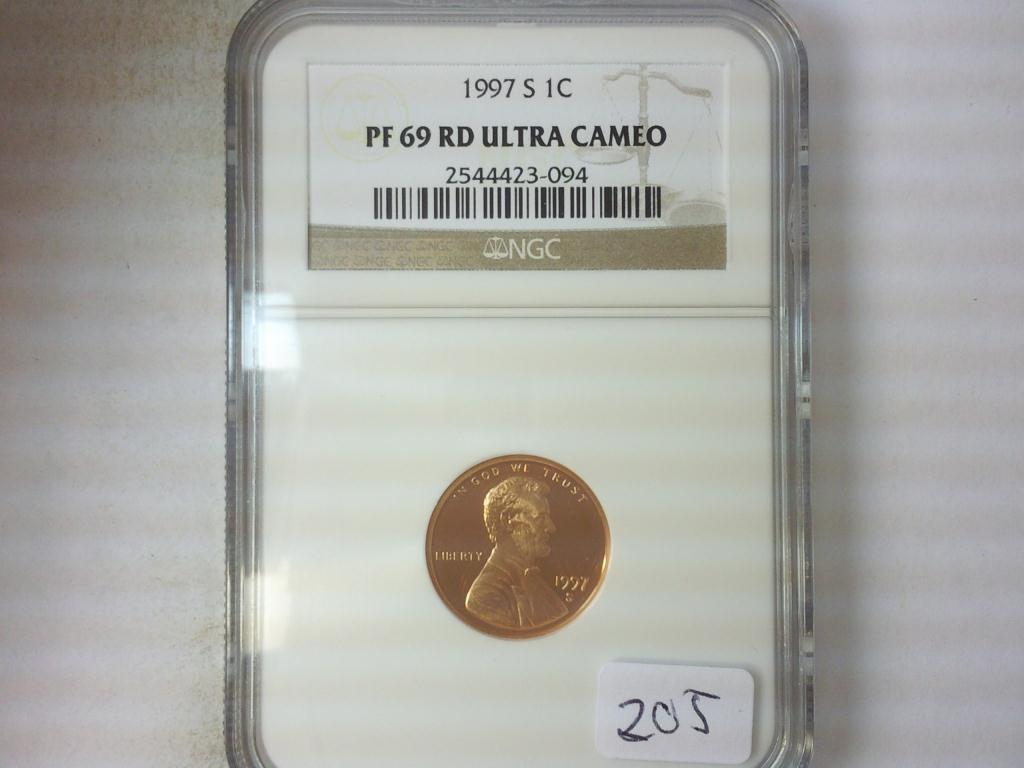 1997 S 1C
PF 69 RD ULTRA CAMEO
2544423-094
NGC
IN GOD WE TRUST
LIBERTY
1997
S
205